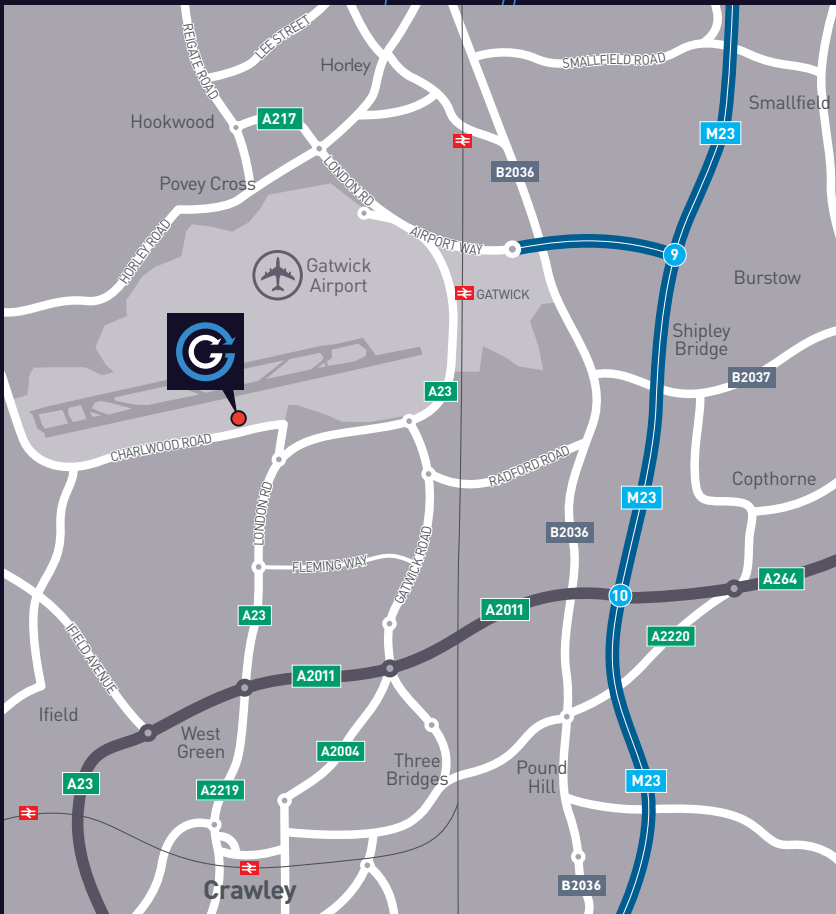 REIGATE ROAD
LEE STREET
Horley
SMALLFIELD ROAD
Smallfield
Hookwood
A217
M23
Povey Cross
LONDON RD
B2036
HORLEY ROAD
AIRPORT WAY
9
Gatwick
Airport
GATWICK
Burstow
Shipley
Bridge
G
A23
B2037
CHARLWOOD ROAD
RADFORD ROAD
Copthorne
M23
LONDON RD
B2036
FLEMING WAY
GATWICK ROAD
A264
10
A23
A2011
A2220
IFIELD AVENUE
A2011
Ifield
West
Green
A2004
Three
Bridges
Pound
Hill
A23
A2219
M23
Crawley
B2036